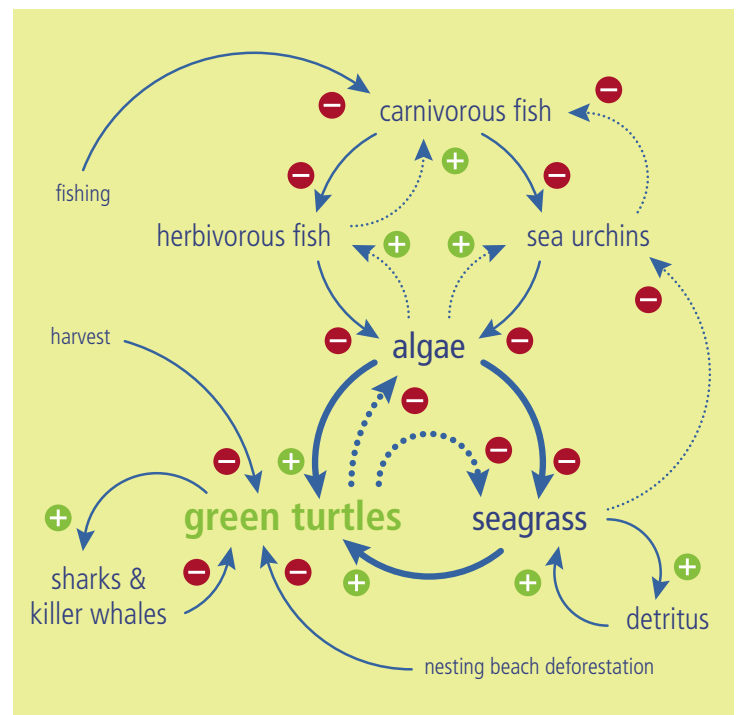 carnivorous fish
fishing
herbivorous fish
sea urchins
harvest
algae
green turtles
seagrass
sharks &
killer whales
detritus
nesting beach deforestation